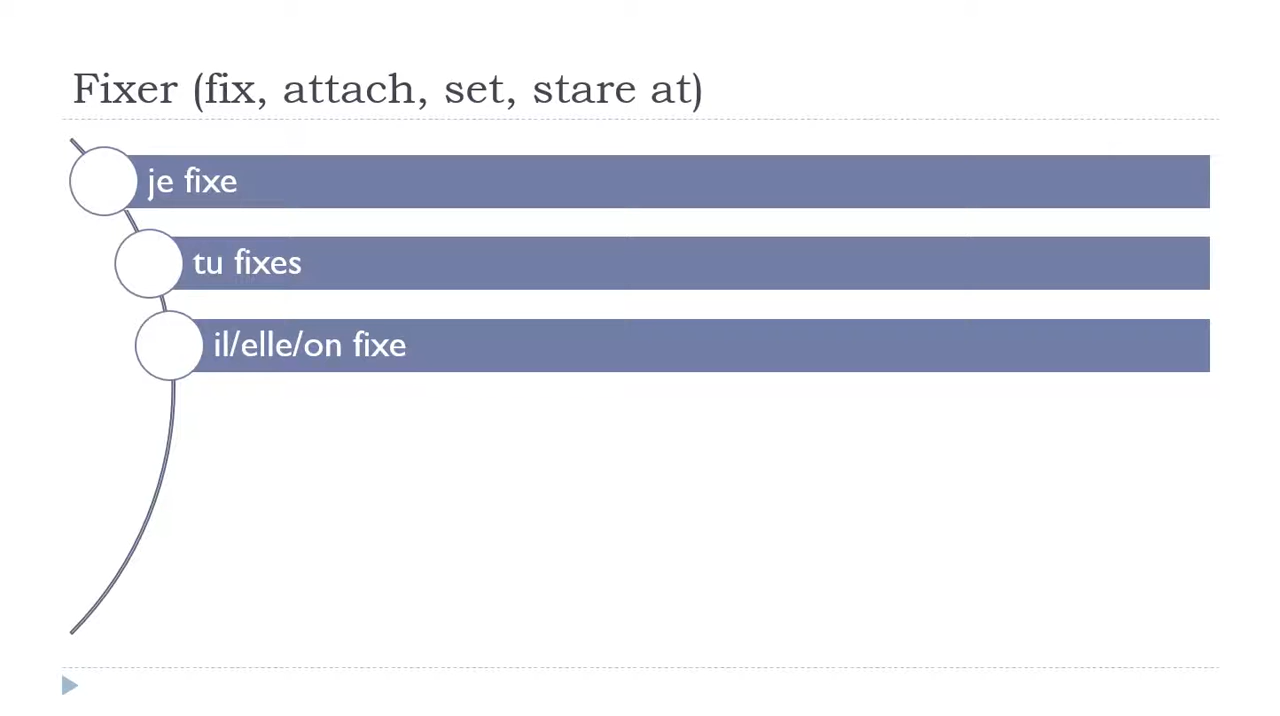 Fixer (fix, attach, set, stare at)
je fixe
tu fixes
il/elle/on fixe